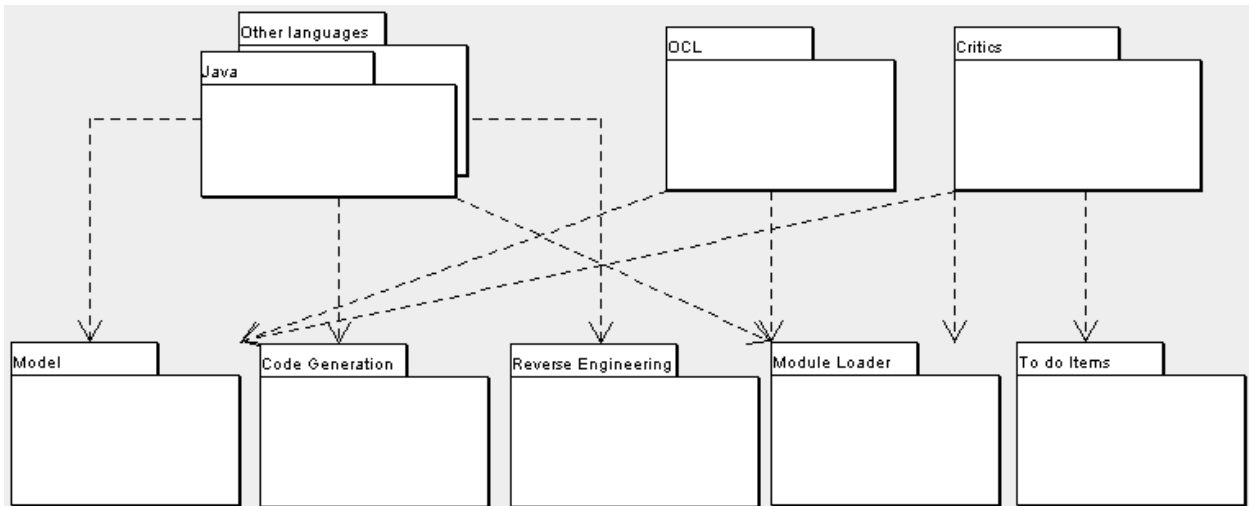 Other languages
Java
OCL
Critics
Model
Code Generation
Reverse Engineering
Module Loader
To do Items